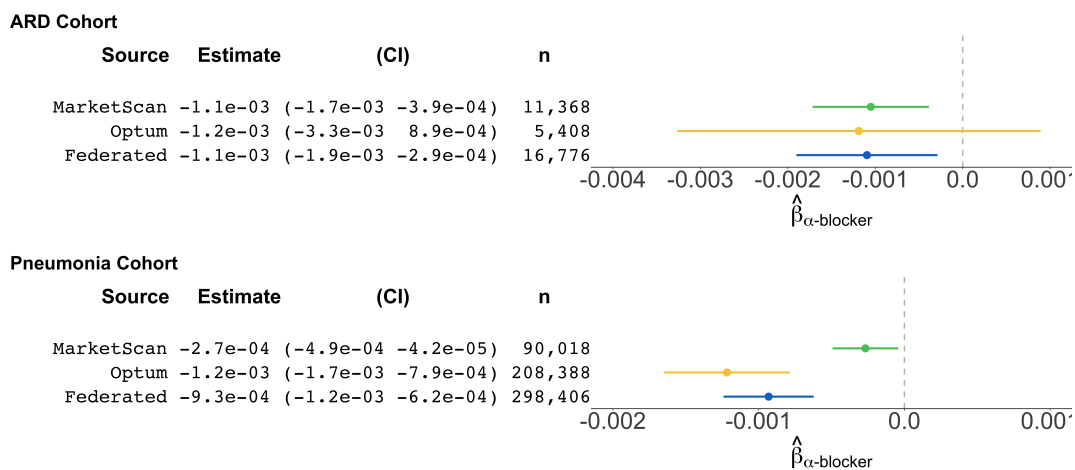 ARD Cohort
Source Estimate (CI) n
MarketScan -1.1e-03 (-1.7e-03 -3.9e-04) 11,368
Optum -1.2e-03 (-3.3e-03 8.9e-04) 5,408
Federated -1.1e-03 (-1.9e-03 -2.9e-04) 16,776
-0.004 -0.003 -0.002 -0.001 0.0 0.001
β̂α-blocker
Pneumonia Cohort
Source Estimate (CI) n
MarketScan -2.7e-04 (-4.9e-04 -4.2e-05) 90,018
Optum -1.2e-03 (-1.7e-03 -7.9e-04) 208,388
Federated -9.3e-04 (-1.2e-03 -6.2e-04) 298,406
-0.002 -0.001 0.0 0.001
β̂α-blocker